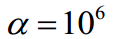 α = 10⁶